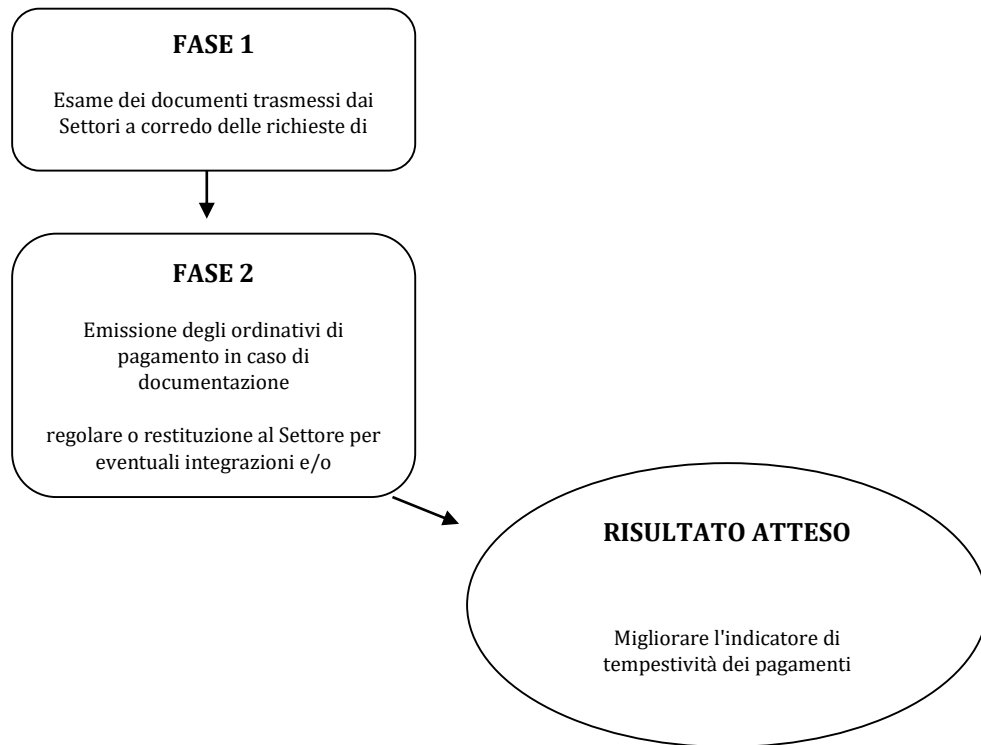 FASE 1
Esame dei documenti trasmessi dai
Settori a corredo delle richieste di
FASE 2
Emissione degli ordinativi di
pagamento in caso di
documentazione
regolare o restituzione al Settore per
eventuali integrazioni e/o
RISULTATO ATTESO
Migliorare l'indicatore di
tempestività dei pagamenti